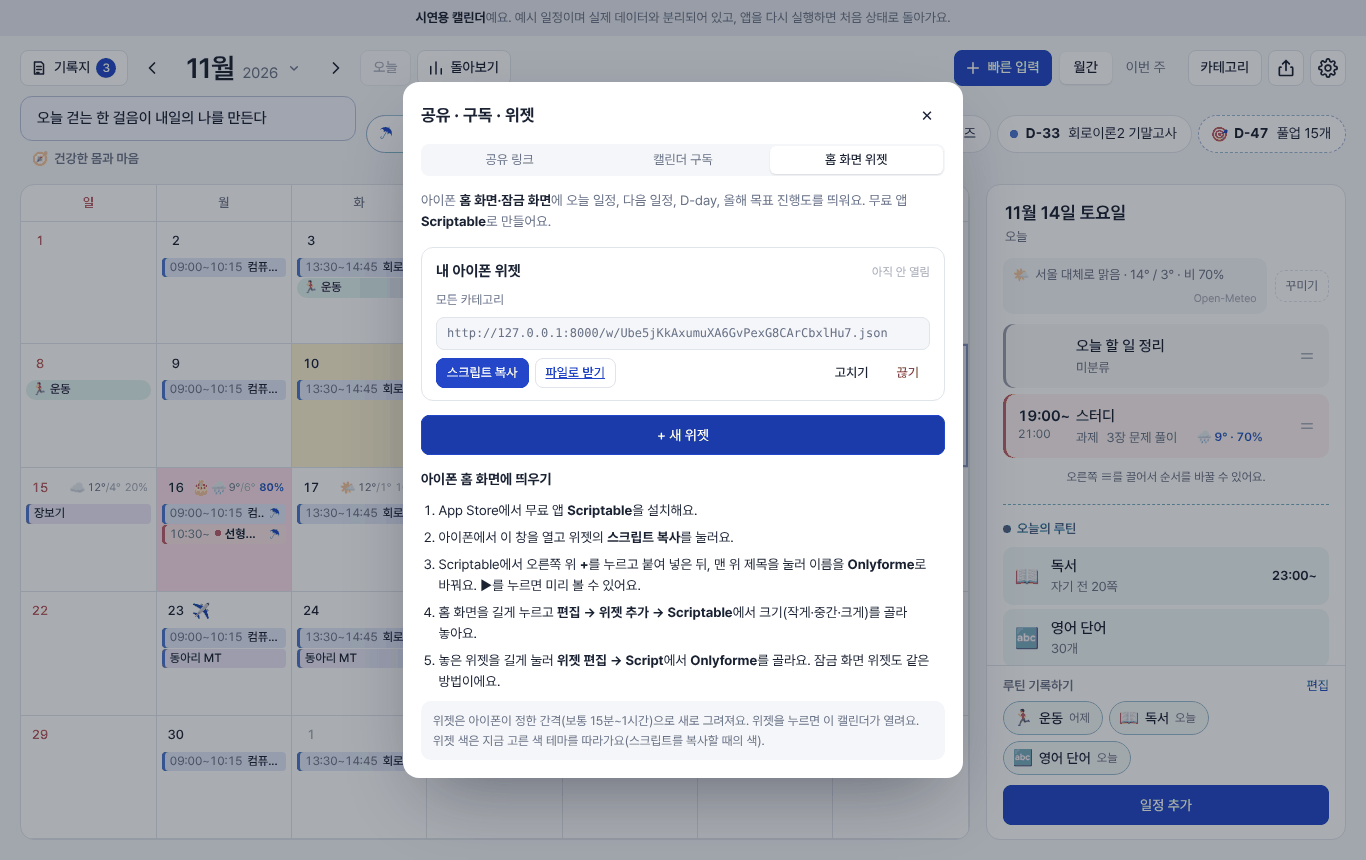 시연용 캘린더예요. 예시 일정이며 실제 데이터와 분리되어 있고, 앱을 다시 실행하면 처음 상태로 돌아가요.
기록지 3
11월 2026
오늘
돌아보기
+ 빠른 입력
월간
이번 주
카테고리
오늘 걷는 한 걸음이 내일의 나를 만든다
즈
D-33 회로이론2 기말고사
D-47 풀업 15개
건강한 몸과 마음
일 월 화
1 2 3
09:00~10:15 컴퓨...
13:30~14:45 회로
운동
8 9 10
운동
09:00~10:15 컴퓨...
13:30~14:45 회로
15 12°/4° 20%
장보기
16 9°/6° 80%
09:00~10:15 컴..
10:30~ 선형...
17 12°/1°
13:30~14:45 회로
22 23 24
09:00~10:15 컴퓨...
동아리 MT
13:30~14:45 회로
동아리 MT
29 30 1
09:00~10:15 컴퓨...
13:30~14:45 회로
공유 · 구독 · 위젯
×
공유 링크
캘린더 구독
홈 화면 위젯
아이폰 홈 화면·잠금 화면에 오늘 일정, 다음 일정, D-day, 올해 목표 진행도를 띄워요. 무료 앱
Scriptable로 만들어요.
내 아이폰 위젯
아직 안 열림
모든 카테고리
http://127.0.0.1:8000/w/Ube5jKkAxumuXA6GvPexG8CArCbxlHu7.json
스크립트 복사
파일로 받기
고치기
끊기
+ 새 위젯
아이폰 홈 화면에 띄우기
1. App Store에서 무료 앱 Scriptable을 설치해요.
2. 아이폰에서 이 창을 열고 위젯의 스크립트 복사를 눌러요.
3. Scriptable에서 오른쪽 위 +를 누르고 붙여 넣은 뒤, 맨 위 제목을 눌러 이름을 Onlyforme로
바꿔요. ▶를 누르면 미리 볼 수 있어요.
4. 홈 화면을 길게 누르고 편집 → 위젯 추가 → Scriptable에서 크기(작게·중간·크게)를 골라
놓아요.
5. 놓은 위젯을 길게 눌러 위젯 편집 → Script에서 Onlyforme를 골라요. 잠금 화면 위젯도 같은
방법이에요.
위젯은 아이폰이 정한 간격(보통 15분~1시간)으로 새로 그려져요. 위젯을 누르면 이 캘린더가 열려요.
위젯 색은 지금 고른 색 테마를 따라가요(스크립트를 복사할 때의 색).
11월 14일 토요일
오늘
서울 대체로 맑음 · 14° / 3° · 비 70%
Open-Meteo
꾸미기
오늘 할 일 정리
미분류
19:00~ 스터디
21:00 과제 3장 문제 풀이 9° · 70%
오른쪽 ≡를 끌어서 순서를 바꿀 수 있어요.
오늘의 루틴
독서
자기 전 20쪽
23:00~
영어 단어
30개
루틴 기록하기
편집
운동 어제
독서 오늘
영어 단어 오늘
일정 추가